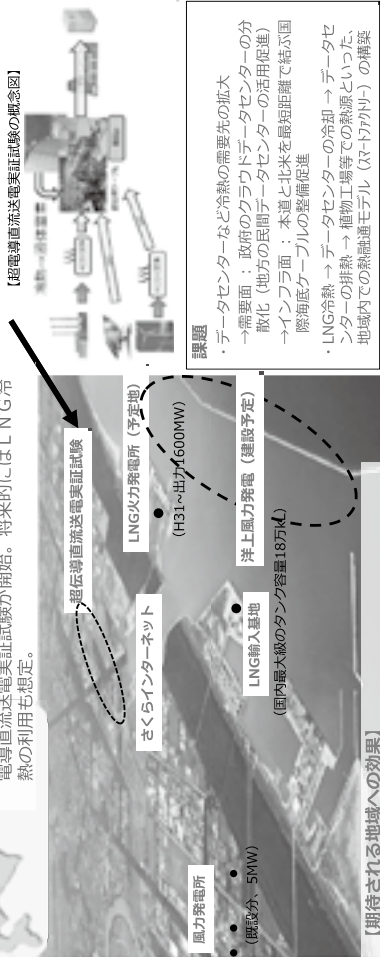 電導直流送電実証試験が開始。将来的にはＬＮＧ冷
熱の利用も想定。
【超電導直流送電実証試験の概念図】
超伝導直流送電実証試験
LNG火力発電所（予定地）
（H31~出力1600MW）
さくらインターネット
洋上風力発電（建設予定）
LNG輸入基地
（国内最大級のタンク容量18万kL）
風力発電所
（既設分、5MW）
課題
・データセンターなど冷熱の需要先の拡大
→需要面 ； 政府のクラウドデータセンターの分
散化（地方の民間データセンターの活用促進）
→インフラ面 ； 本道と北米を最短距離で結ぶ国
際海底ケーブルの整備促進
・LNG冷熱 → データセンターの冷却 → データセ
ンターの排熱 → 植物工場等での熱源といった、
地域内での熱融通モデル（スマートファクトリー）の構築
【期待される地域への効果】